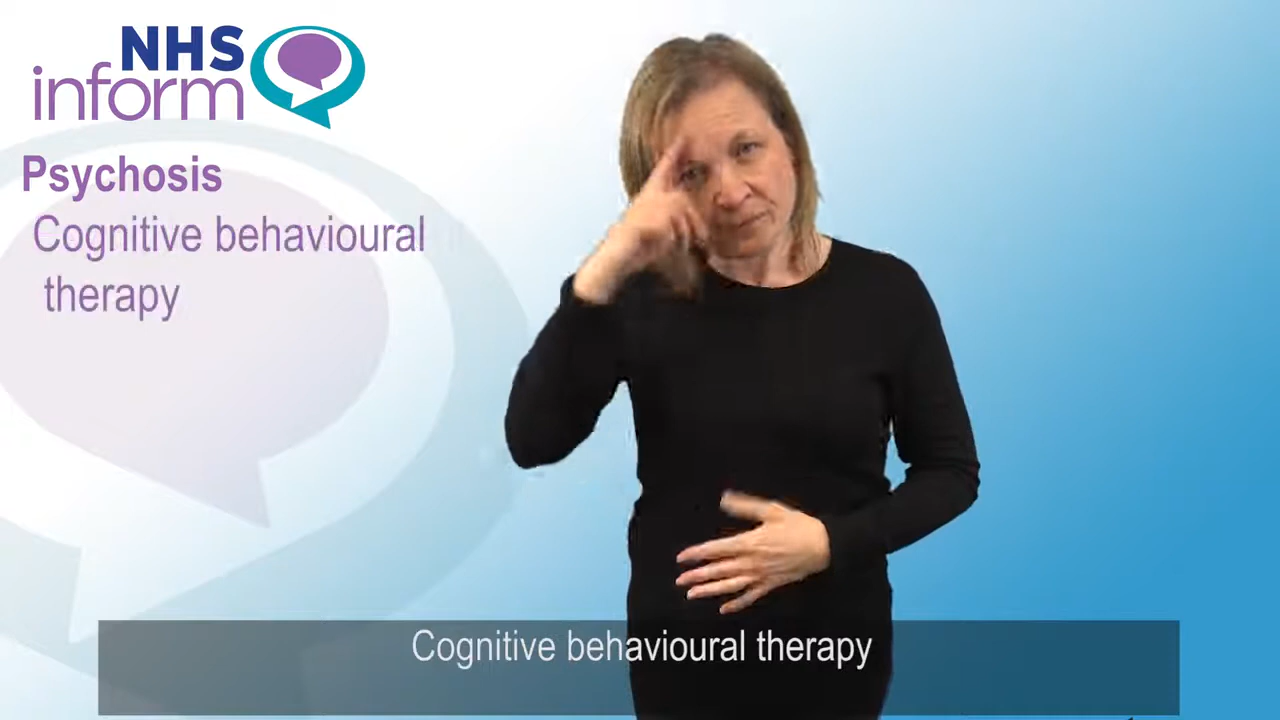 NHS
inform
Psychosis
Cognitive behavioural
therapy
Cognitive behavioural therapy